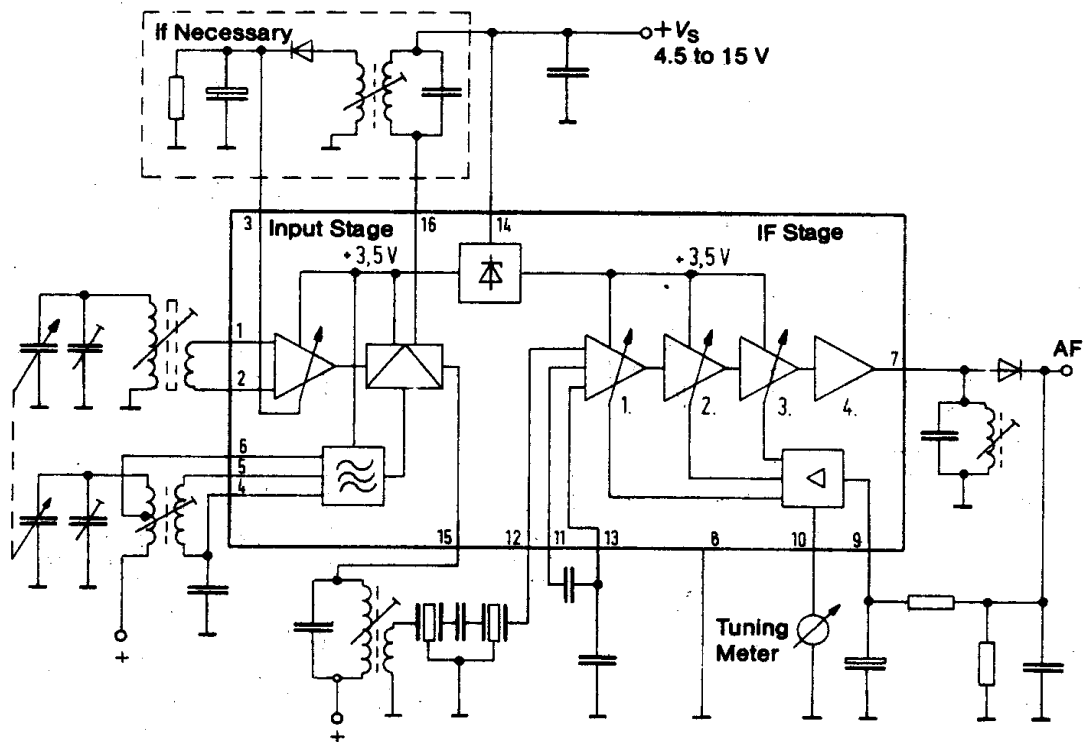 If Necessary
+VS
4.5 to 15 V
3
Input Stage
16
14
IF Stage
+3,5 V
+3,5 V
1
2
7
AF
1.
2.
3.
4.
6
5
4
15
12
11
13
8
10
9
Tuning
Meter
+
+